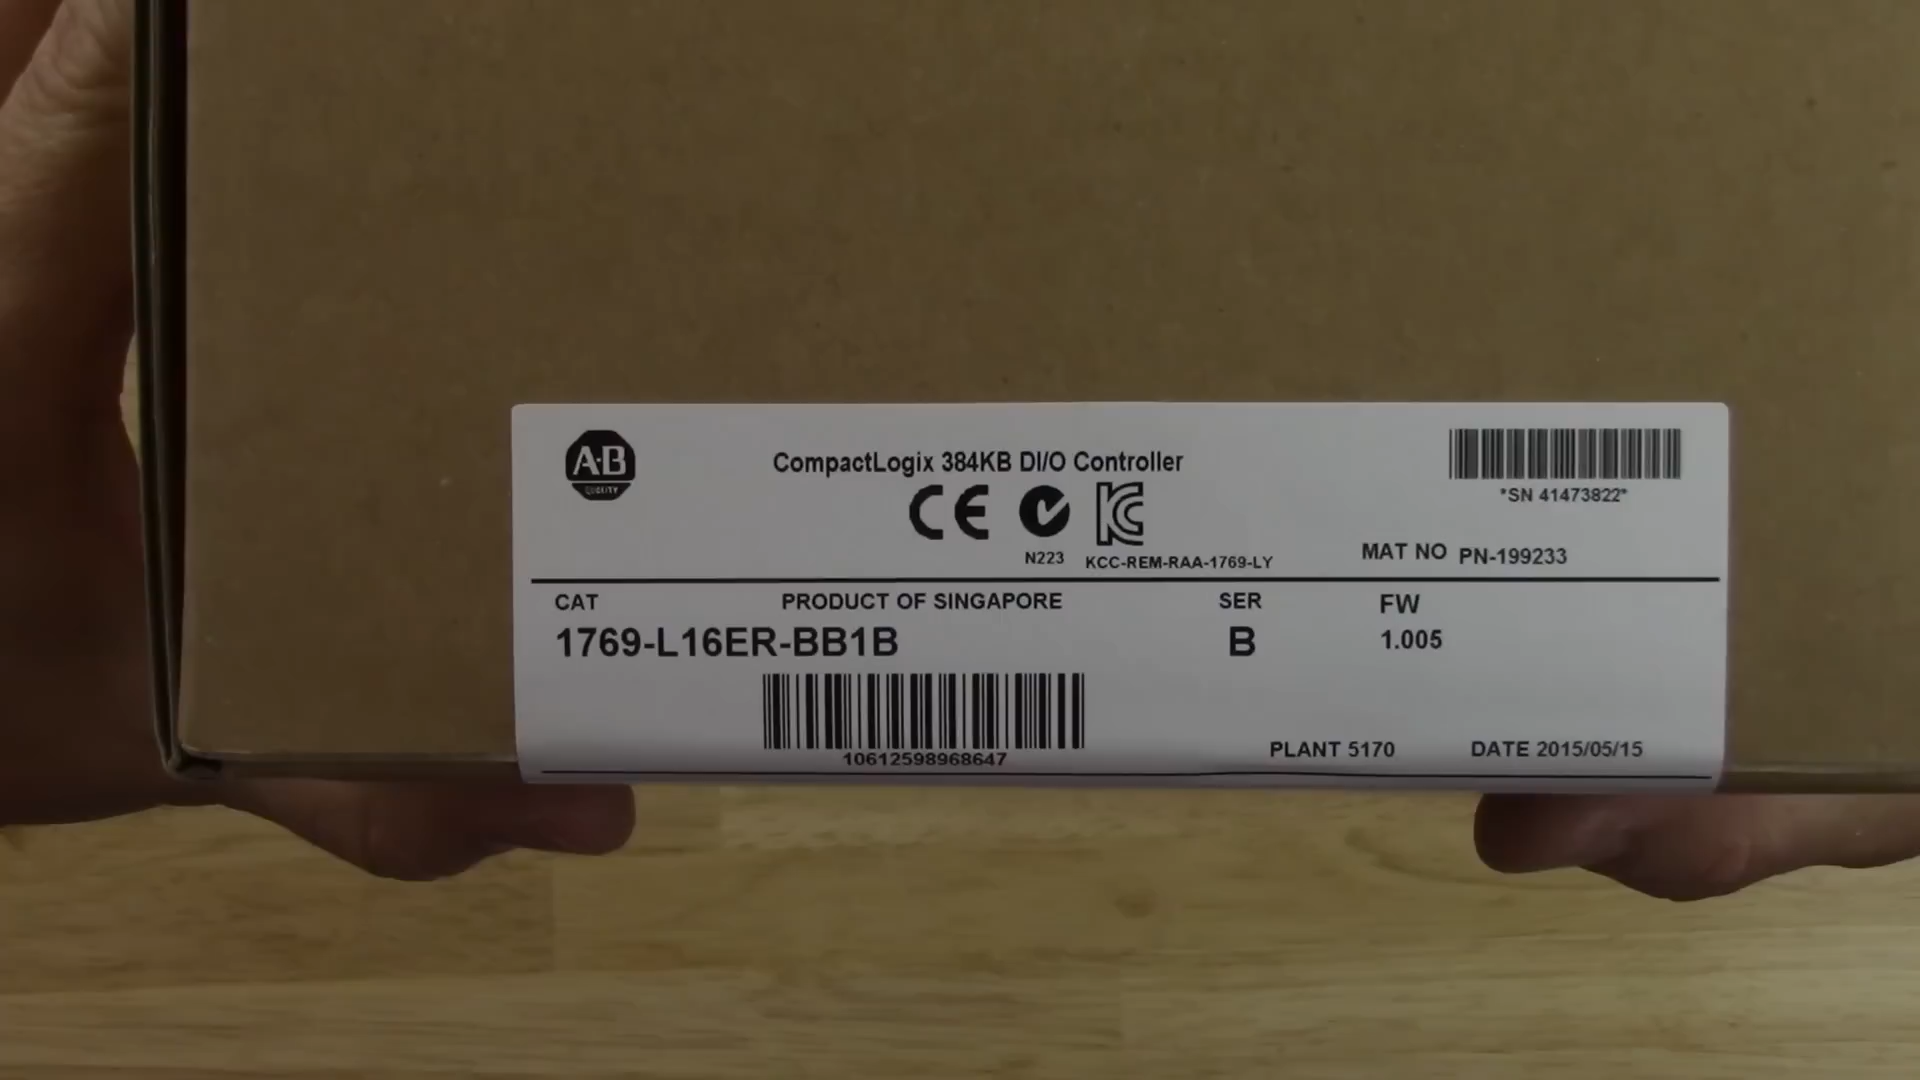 A·B
QUALITY
CompactLogix 384KB DI/O Controller
*SN 41473822*
CE
N223
KCC-REM-RAA-1769-LY
MAT NO PN-199233
CAT
PRODUCT OF SINGAPORE
SER
FW
1769-L16ER-BB1B
B
1.005
10612598968647
PLANT 5170
DATE 2015/05/15